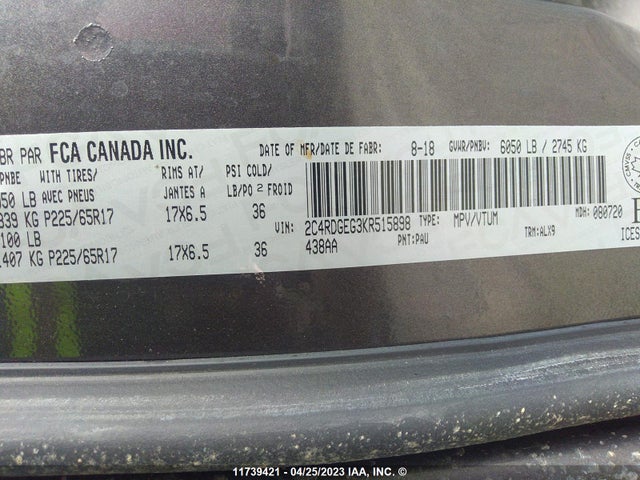 BR PAR FCA CANADA INC.
DATE OF MFR/DATE DE FABR: 8-18 GVWR/PNBV: 6050 LB / 2745 KG
PNBE WITH TIRES/ RIMS AT/ PSI COLD/
LB AVEC PNEUS JANTES A LB/PO 2 FROID
KG P225/65R17 17X6.5 36
VIN: 2C4RDGEG3KR515898 TYPE: MPV/VTUM MDH: 080720
100 LB
438AA PNT:PAU TRM:ALX9 ICES
407 KG P225/65R17 17X6.5 36
11739421 - 04/25/2023 IAA, INC. ©